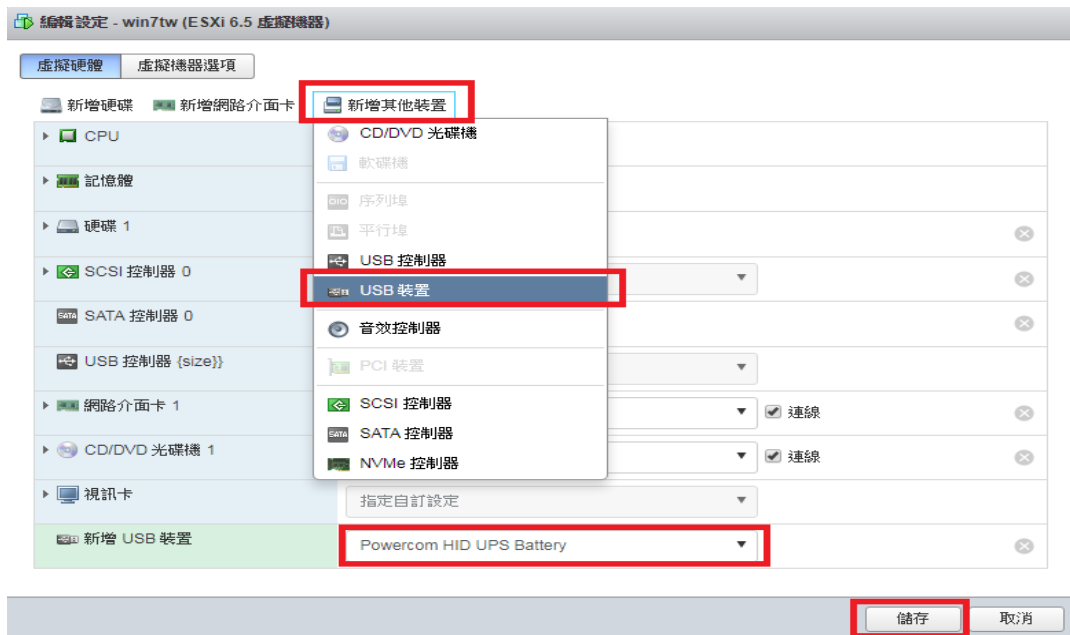 編輯設定 - win7tw (ESXi 6.5 虛擬機器)
虛擬硬體 虛擬機器選項
新增硬碟 新增網路介面卡 新增其他裝置
CPU
CD/DVD 光碟機
軟碟機
記憶體
序列埠
平行埠
硬碟 1
USB 控制器
SCSI 控制器 0
USB 裝置
SATA 控制器 0
音效控制器
USB 控制器 {size}}
PCI 裝置
網路介面卡 1
SCSI 控制器
連線
SATA 控制器
CD/DVD 光碟機 1
連線
NVMe 控制器
視訊卡
指定自訂設定
新增 USB 裝置
Powercom HID UPS Battery
儲存 取消